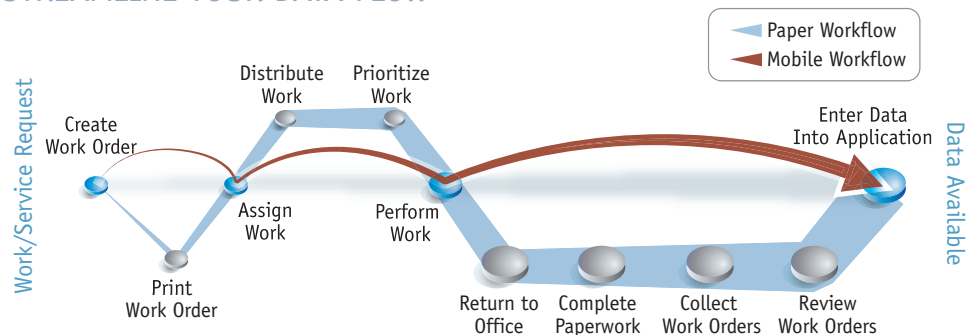 Paper Workflow
Mobile Workflow
Work/Service Request
Create
Work Order
Print
Work Order
Distribute
Work
Assign
Work
Prioritize
Work
Perform
Work
Return to
Office
Complete
Paperwork
Collect
Work Orders
Review
Work Orders
Enter Data
Into Application
Data Available